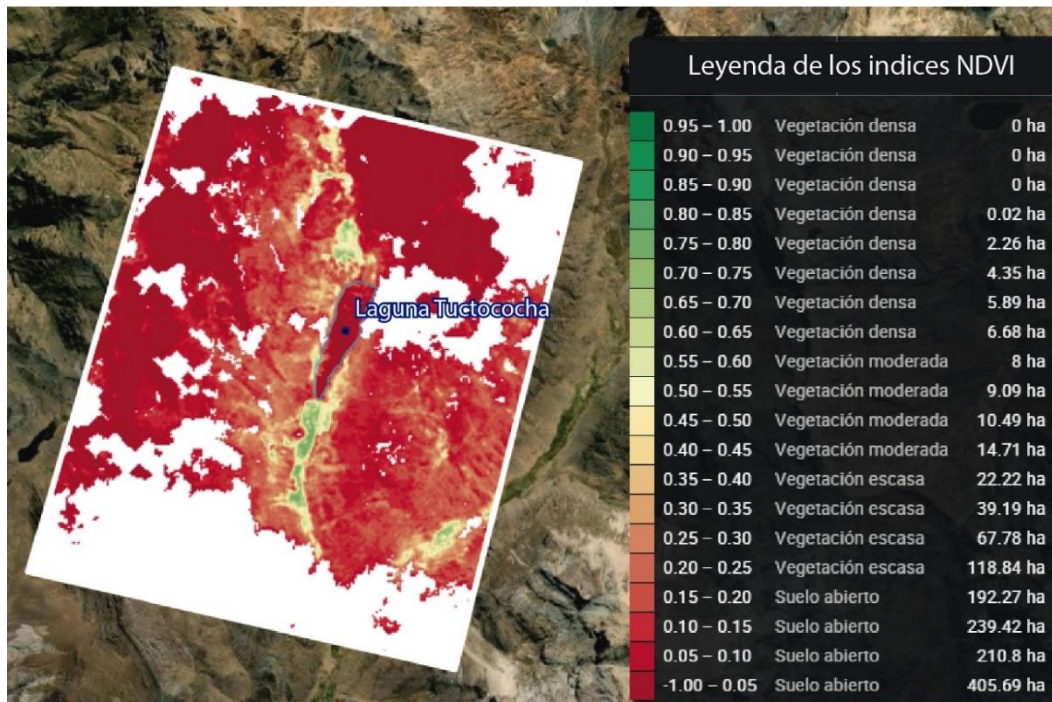 Leyenda de los indices NDVI
0.95 – 1.00 Vegetación densa 0 ha
0.90 – 0.95 Vegetación densa 0 ha
0.85 – 0.90 Vegetación densa 0 ha
0.80 – 0.85 Vegetación densa 0.02 ha
0.75 – 0.80 Vegetación densa 2.26 ha
0.70 – 0.75 Vegetación densa 4.35 ha
0.65 – 0.70 Vegetación densa 5.89 ha
0.60 – 0.65 Vegetación densa 6.68 ha
0.55 – 0.60 Vegetación moderada 8 ha
0.50 – 0.55 Vegetación moderada 9.09 ha
0.45 – 0.50 Vegetación moderada 10.49 ha
0.40 – 0.45 Vegetación moderada 14.71 ha
0.35 – 0.40 Vegetación escasa 22.22 ha
0.30 – 0.35 Vegetación escasa 39.19 ha
0.25 – 0.30 Vegetación escasa 67.78 ha
0.20 – 0.25 Vegetación escasa 118.84 ha
0.15 – 0.20 Suelo abierto 192.27 ha
0.10 – 0.15 Suelo abierto 239.42 ha
0.05 – 0.10 Suelo abierto 210.8 ha
-1.00 – 0.05 Suelo abierto 405.69 ha
Laguna Tuctococha